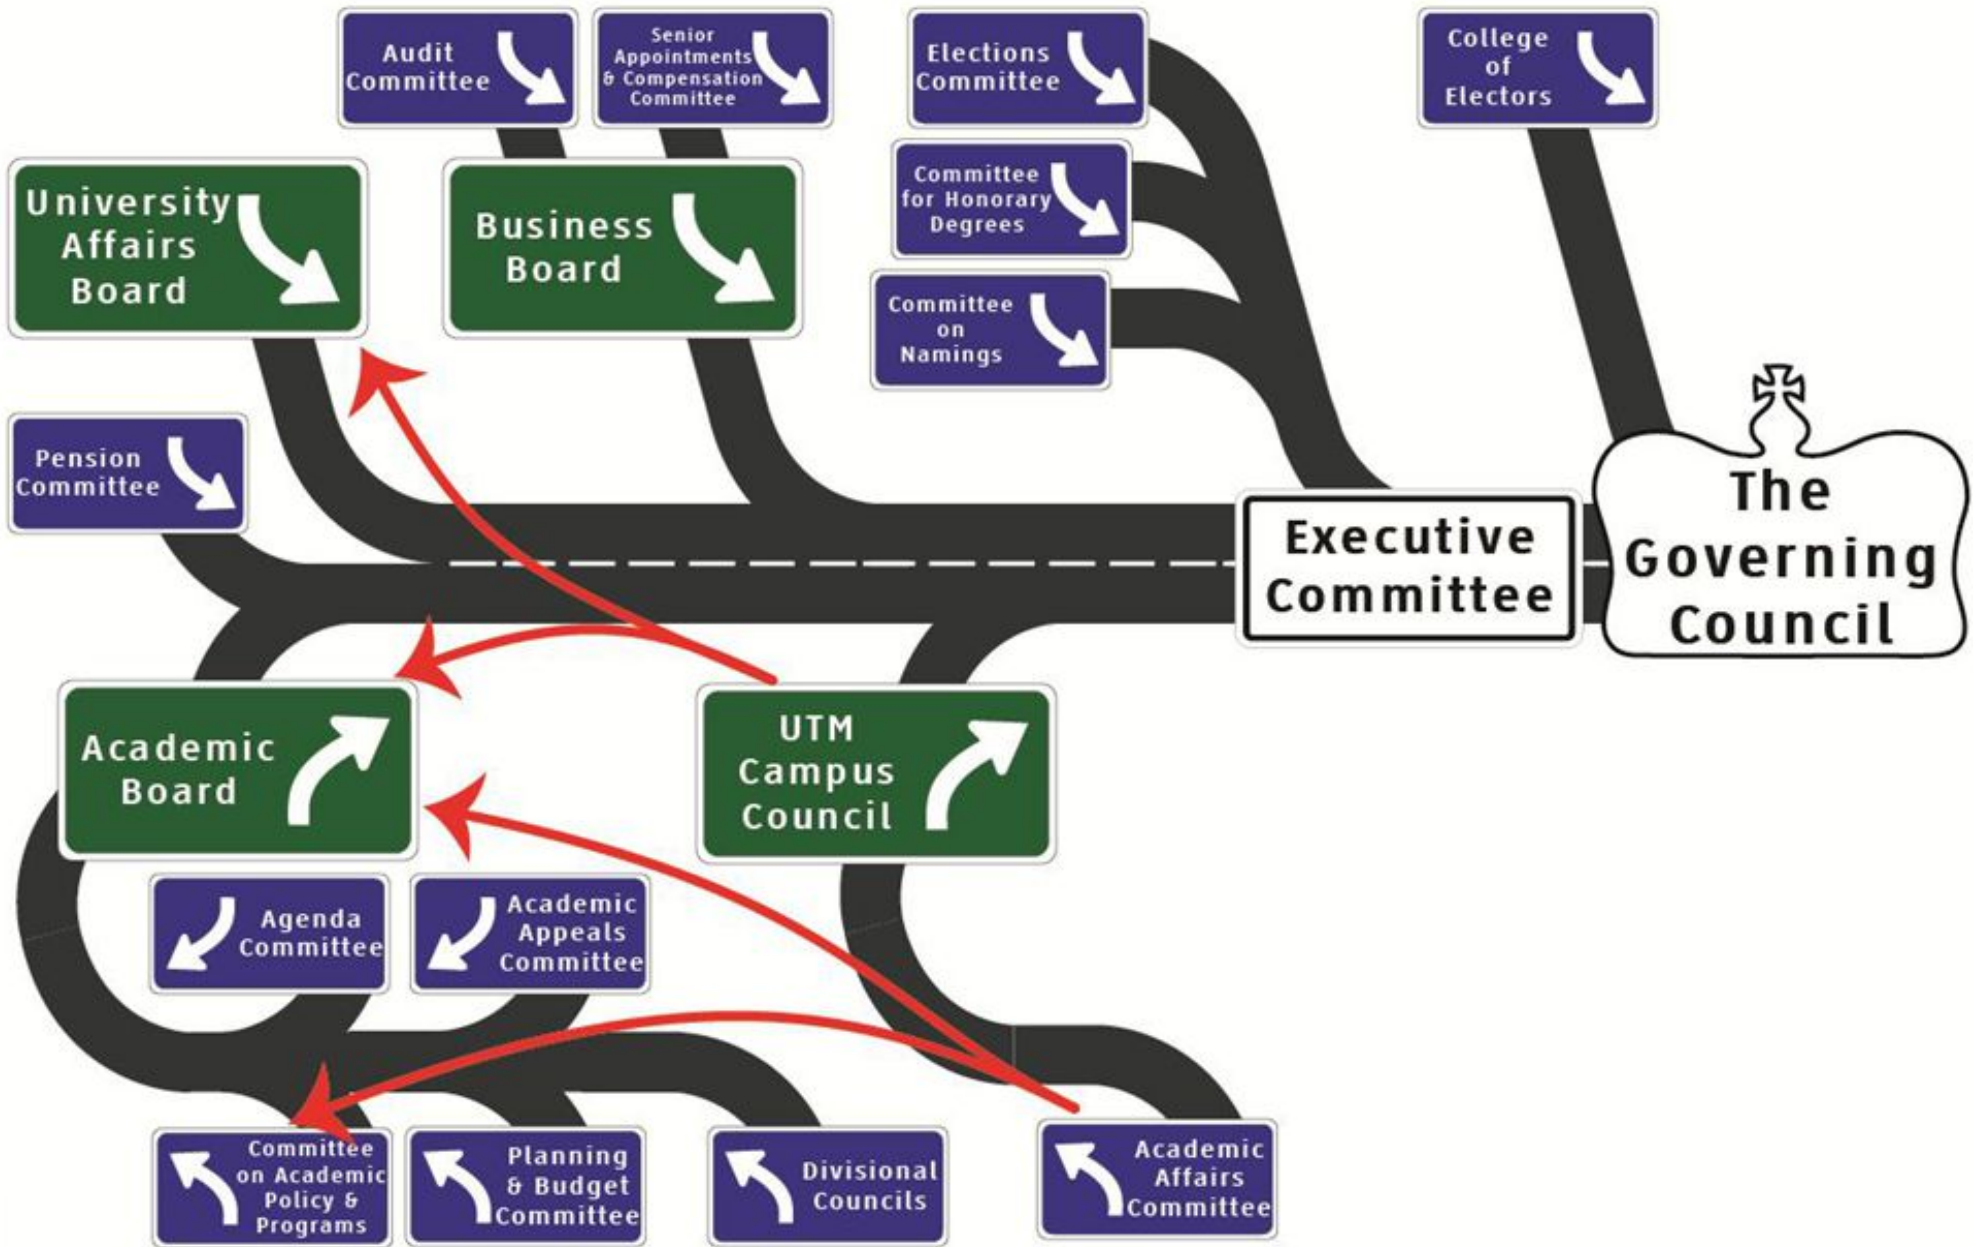 Audit
Committee
Senior
Appointments
& Compensation
Committee
Elections
Committee
College
of
Electors
University
Affairs
Board
Business
Board
Committee
for Honorary
Degrees
Committee
on
Namings
Pension
Committee
Executive
Committee
The
Governing
Council
Academic
Board
UTM
Campus
Council
Agenda
Committee
Academic
Appeals
Committee
Committee
on Academic
Policy &
Programs
Planning
& Budget
Committee
Divisional
Councils
Academic
Affairs
Committee